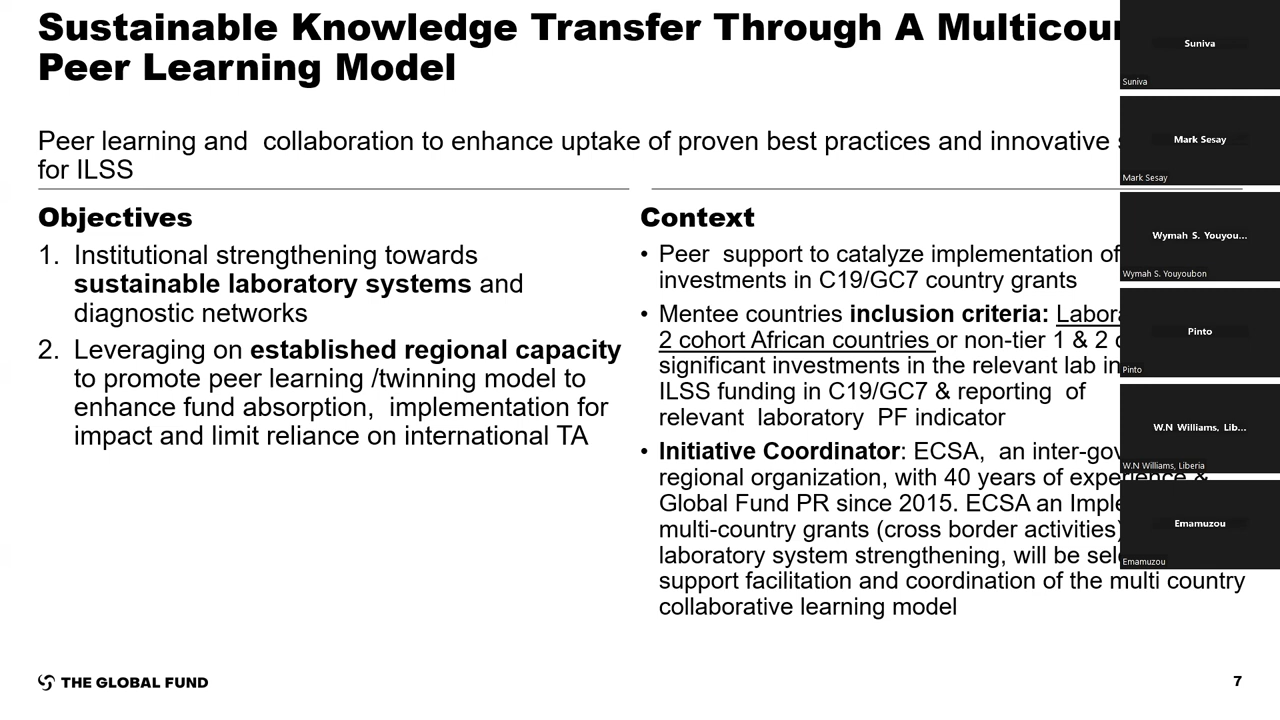 Sustainable Knowledge Transfer Through A
Peer Learning Model
Peer learning and  collaboration to enhance uptake of proven best practices and innovative
for ILSS
Objectives
1. Institutional strengthening towards
sustainable laboratory systems and
diagnostic networks
2. Leveraging on established regional capacity
to promote peer learning /twinning model to
enhance fund absorption,  implementation for
impact and limit reliance on international TA
Context
• Peer  support to catalyze implementation of
investments in C19/GC7 country grants
• Mentee countries inclusion criteria:
2 cohort African countries or non-tier 1 & 2
significant investments in the relevant lab
ILSS funding in C19/GC7 & reporting  of
relevant  laboratory  PF indicator
• Initiative Coordinator: ECSA,  an
regional organization, with 40 years of experience &
Global Fund PR since 2015. ECSA an
multi-country grants (cross border activities)
laboratory system strengthening, will be
support facilitation and coordination of the multi country
collaborative learning model
THE GLOBAL FUND
7
Suniva
Suniva
Mark Sesay
Mark Sesay
Wymah S. Youyou...
Wymah S. Youyoubon
Pinto
Pinto
W.N Williams, Lib...
W.N Williams, Liberia
Emamuzou
Emamuzou